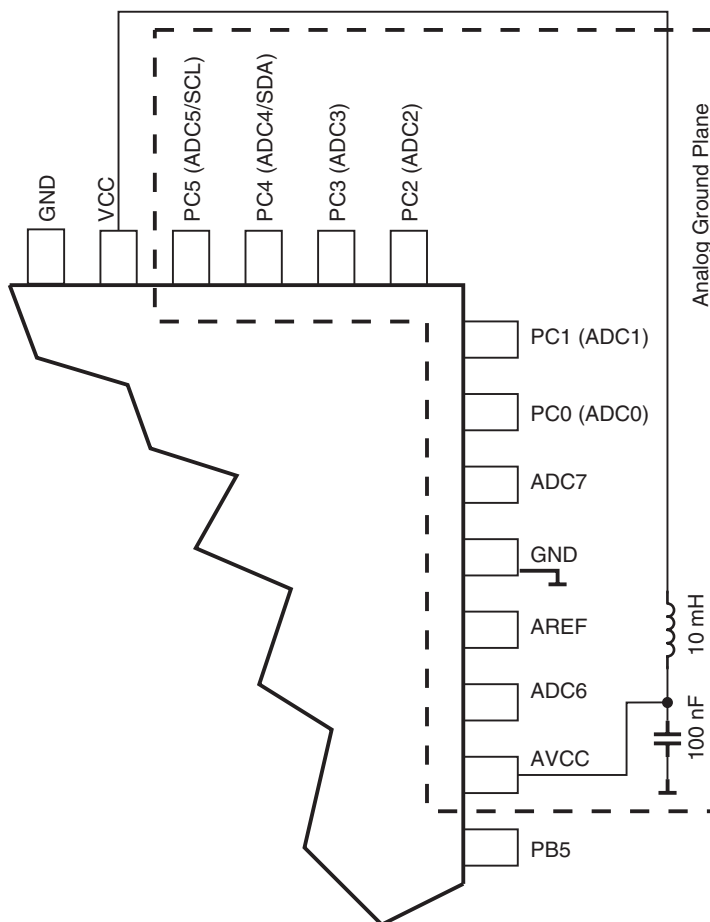 GND
VCC
PC5 (ADC5/SCL)
PC4 (ADC4/SDA)
PC3 (ADC3)
PC2 (ADC2)
Analog Ground Plane
PC1 (ADC1)
PC0 (ADC0)
ADC7
GND
AREF
ADC6
AVCC
PB5
10 mH
100 nF